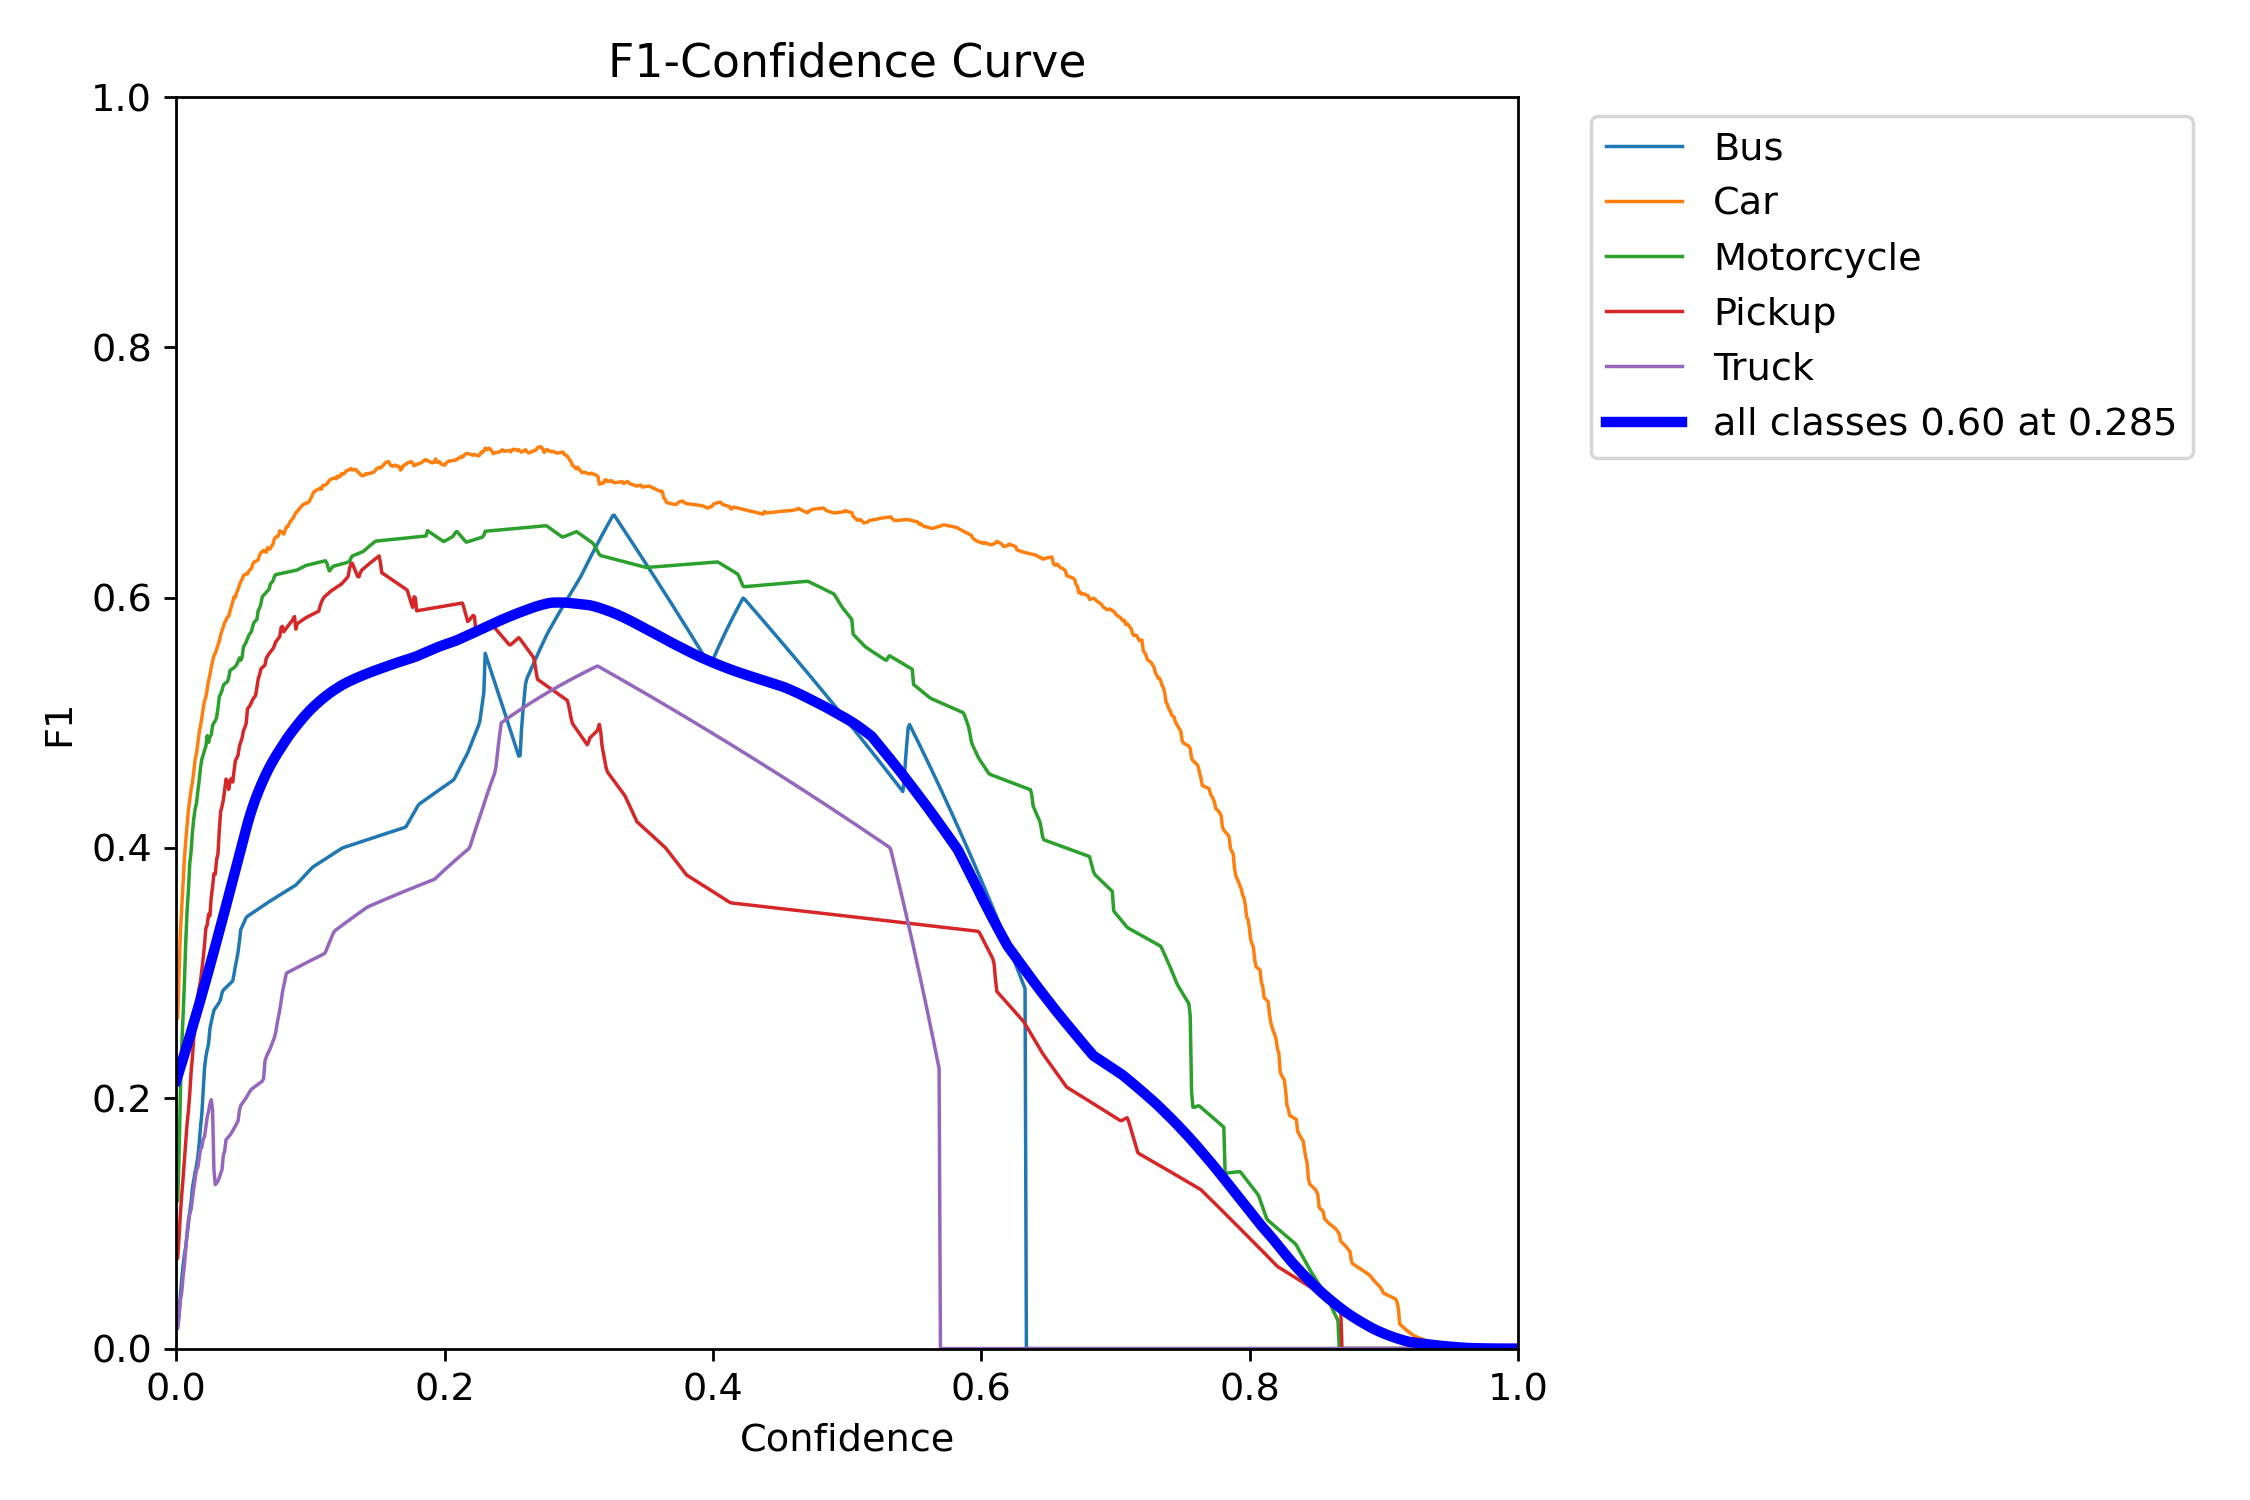 F1-Confidence Curve
1.0
0.8
0.6
0.4
0.2
0.0
F1
0.0 0.2 0.4 0.6 0.8 1.0
Confidence
Bus
Car
Motorcycle
Pickup
Truck
all classes 0.60 at 0.285